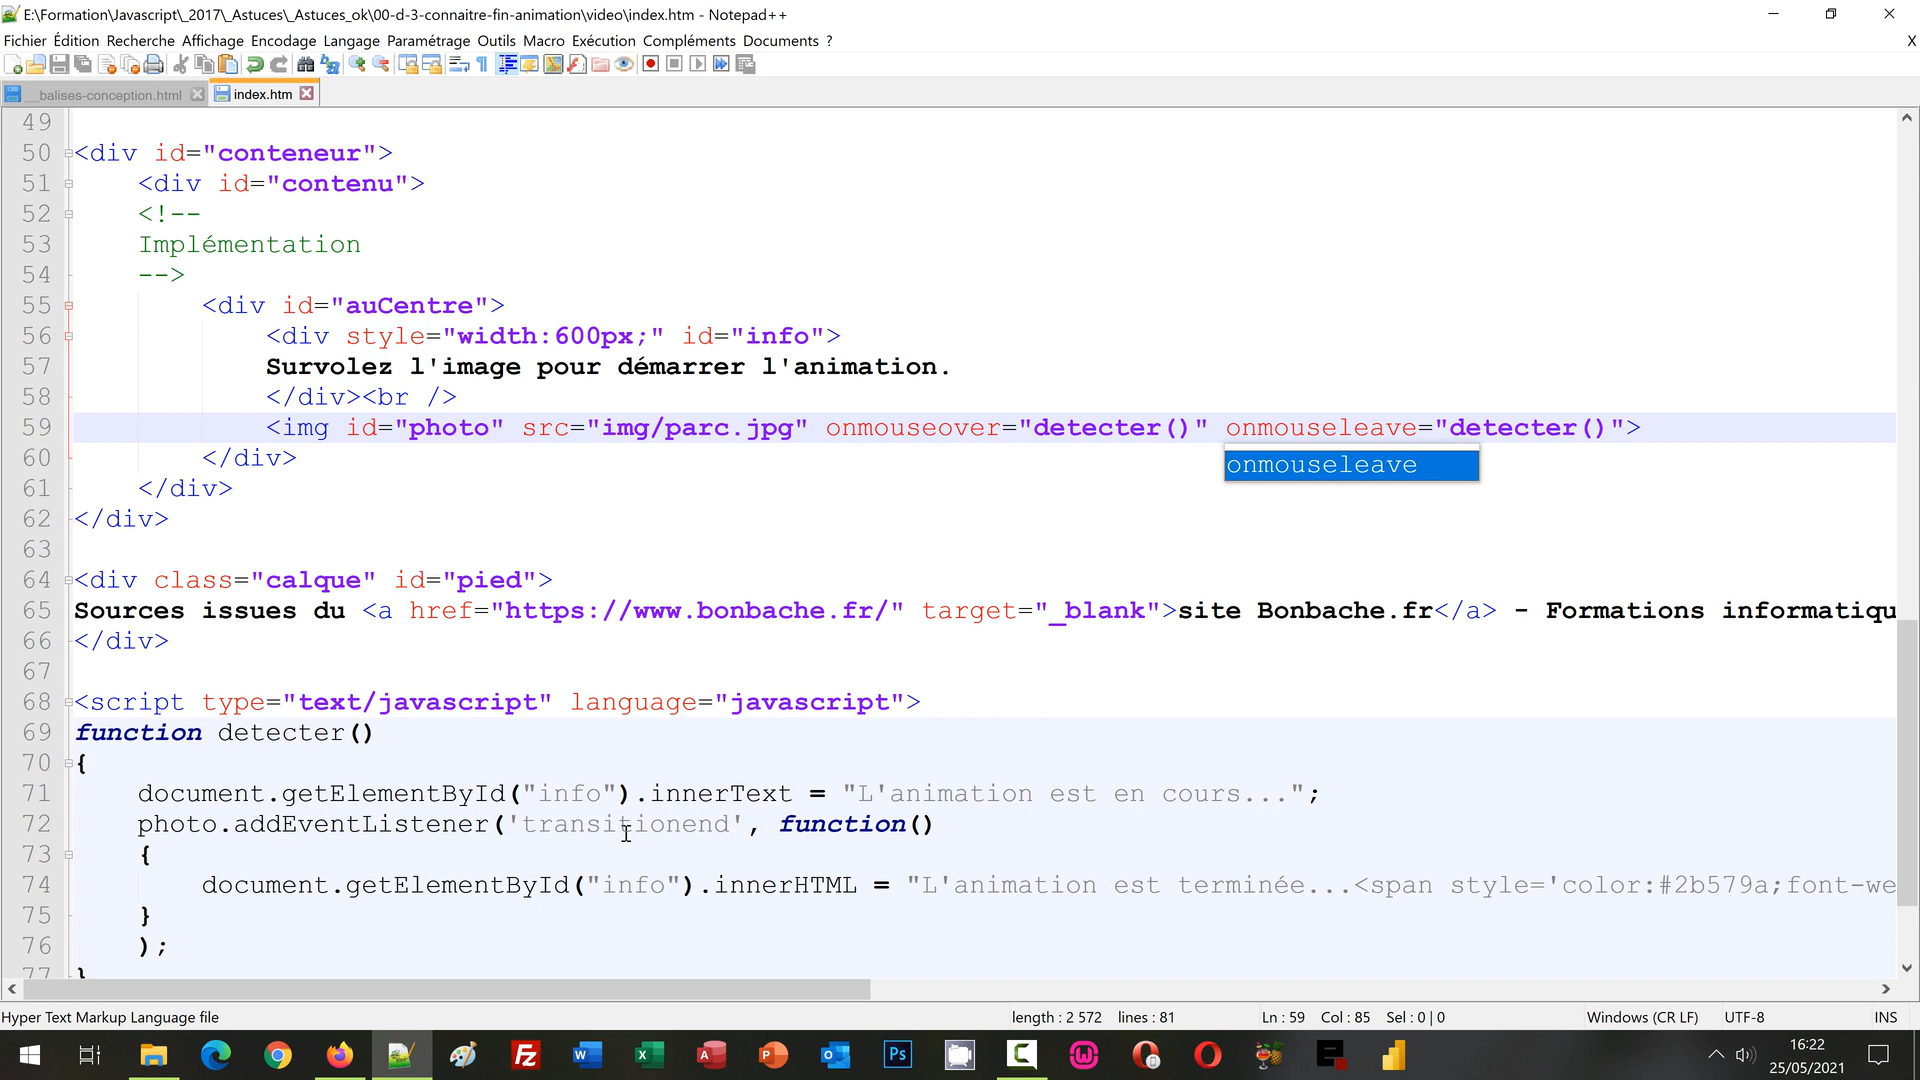 E:\Formation\Javascript\_2017\_Astuces\_Astuces_ok\00-d-3-connaitre-fin-animation\video\index.htm - Notepad++
Fichier Édition Recherche Affichage Encodage Langage Paramétrage Outils Macro Exécution Compléments Documents ?
X
__balises-conception.html
index.htm
49
50 <div id="conteneur">
51 <div id="contenu">
52 <!--
53 Implémentation
54 -->
55 <div id="auCentre">
56 <div style="width:600px;" id="info">
57 Survolez l'image pour démarrer l'animation.
58 </div><br />
59 <img id="photo" src="img/parc.jpg" onmouseover="detecter()" onmouseleave="detecter()">
60 </div>
onmouseleave
61 </div>
62 </div>
63
64 <div class="calque" id="pied">
65 Sources issues du <a href="https://www.bonbache.fr/" target="_blank">site Bonbache.fr</a> - Formations informatiqu
66 </div>
67
68 <script type="text/javascript" language="javascript">
69 function detecter()
70 {
71 document.getElementById("info").innerText = "L'animation est en cours...";
72 photo.addEventListener('transitionend', function()
73 {
74 document.getElementById("info").innerHTML = "L'animation est terminée...<span style='color:#2b579a;font-we
75 }
76 );
77 }
Hyper Text Markup Language file
length : 2 572 lines : 81
Ln : 59 Col : 85 Sel : 0 | 0
Windows (CR LF)
UTF-8
INS
16:22
25/05/2021